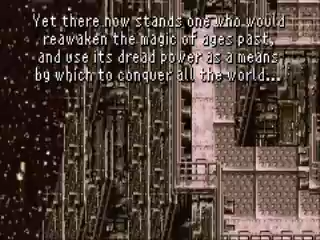 Yet there now stands one who would
reawaken the magic of ages past,
and use its dread power as a means
by which to conquer all the world...